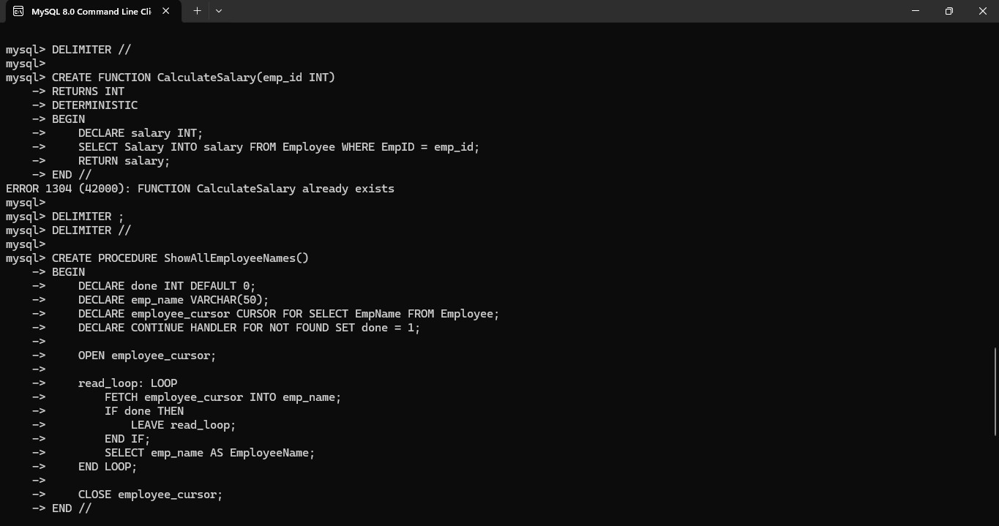 MySQL 8.0 Command Line Cli
mysql> DELIMITER //
mysql>
mysql> CREATE FUNCTION CalculateSalary(emp_id INT)
    -> RETURNS INT
    -> DETERMINISTIC
    -> BEGIN
    ->     DECLARE salary INT;
    ->     SELECT Salary INTO salary FROM Employee WHERE EmpID = emp_id;
    ->     RETURN salary;
    -> END //
ERROR 1304 (42000): FUNCTION CalculateSalary already exists
mysql>
mysql> DELIMITER ;
mysql> DELIMITER //
mysql>
mysql> CREATE PROCEDURE ShowAllEmployeeNames()
    -> BEGIN
    ->     DECLARE done INT DEFAULT 0;
    ->     DECLARE emp_name VARCHAR(50);
    ->     DECLARE employee_cursor CURSOR FOR SELECT EmpName FROM Employee;
    ->     DECLARE CONTINUE HANDLER FOR NOT FOUND SET done = 1;
    ->
    ->     OPEN employee_cursor;
    ->
    ->     read_loop: LOOP
    ->         FETCH employee_cursor INTO emp_name;
    ->         IF done THEN
    ->             LEAVE read_loop;
    ->         END IF;
    ->         SELECT emp_name AS EmployeeName;
    ->     END LOOP;
    ->
    ->     CLOSE employee_cursor;
    -> END //